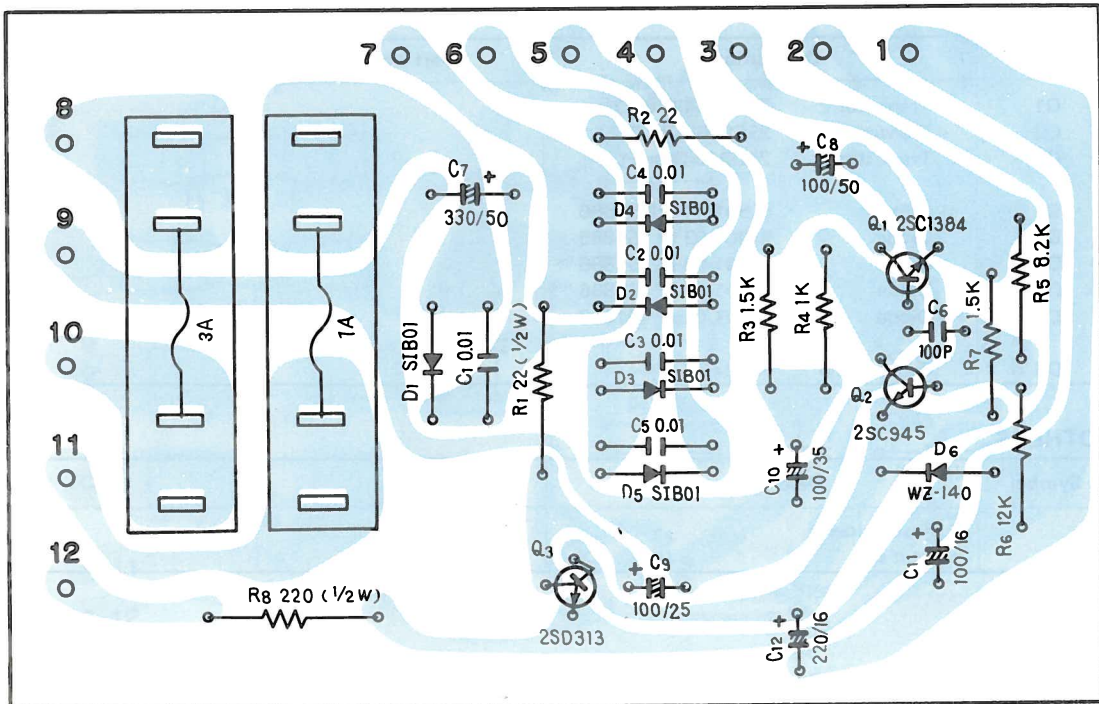 7 6 5 4 3 2 1
8
9
10
11
12
3A
1A
R2 22
C8
+
100/50
C7
+
330/50
C4 0.01
D4 SIB01
C2 0.01
D2 SIB01
C3 0.01
D3 SIB01
C5 0.01
D5 SIB01
D1 SIB01
C1 0.01
R1 22 (1/2W)
R3 1.5K
R4 1K
Q1 2SC1384
C6
100P
R7 1.5K
R5 8.2K
Q2
2SC945
D6
WZ-140
R6 12K
C10 +
100/35
C11 +
100/16
Q3
2SD313
+ C9
100/25
C12 +
220/16
R8 220 (1/2W)